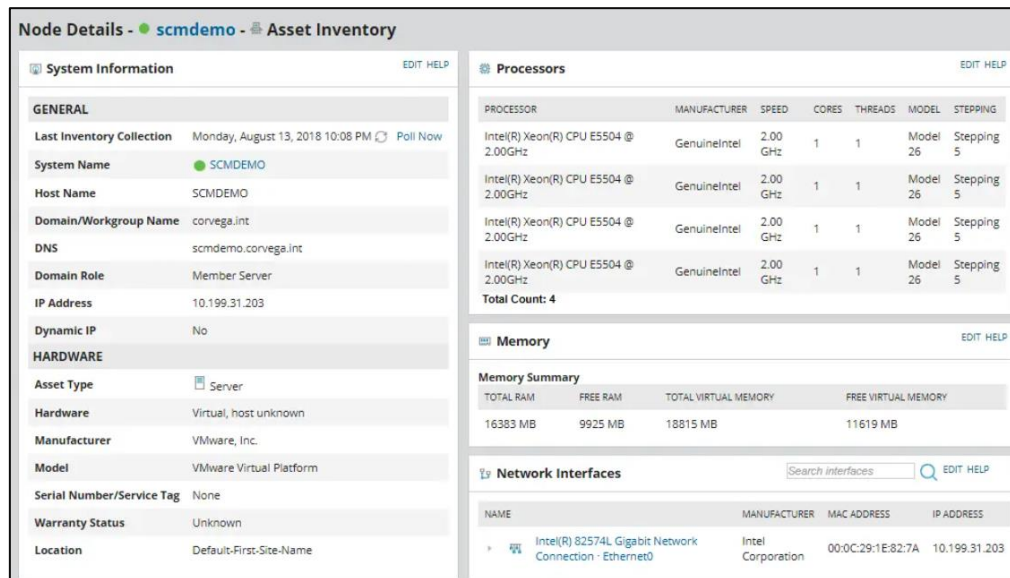 Node Details - scmdemo - Asset Inventory
System Information
EDIT HELP
GENERAL
Last Inventory Collection Monday, August 13, 2018 10:08 PM Poll Now
System Name SCMDEMO
Host Name SCMDEMO
Domain/Workgroup Name corvega.int
DNS scmdemo.corvega.int
Domain Role Member Server
IP Address 10.199.31.203
Dynamic IP No
HARDWARE
Asset Type Server
Hardware Virtual, host unknown
Manufacturer VMware, Inc.
Model VMware Virtual Platform
Serial Number/Service Tag None
Warranty Status Unknown
Location Default-First-Site-Name
Processors
EDIT HELP
PROCESSOR MANUFACTURER SPEED CORES THREADS MODEL STEPPING
Intel(R) Xeon(R) CPU E5504 @ 2.00 Model Stepping
2.00GHz GenuineIntel GHz 1 1 26 5
Intel(R) Xeon(R) CPU E5504 @ 2.00 Model Stepping
2.00GHz GenuineIntel GHz 1 1 26 5
Intel(R) Xeon(R) CPU E5504 @ 2.00 Model Stepping
2.00GHz GenuineIntel GHz 1 1 26 5
Intel(R) Xeon(R) CPU E5504 @ 2.00 Model Stepping
2.00GHz GenuineIntel GHz 1 1 26 5
Total Count: 4
Memory
EDIT HELP
Memory Summary
TOTAL RAM FREE RAM TOTAL VIRTUAL MEMORY FREE VIRTUAL MEMORY
16383 MB 9925 MB 18815 MB 11619 MB
Network Interfaces
Search interfaces
EDIT HELP
NAME MANUFACTURER MAC ADDRESS IP ADDRESS
Intel(R) 82574L Gigabit Network Intel
Connection · Ethernet0 Corporation 00:0C:29:1E:82:7A 10.199.31.203